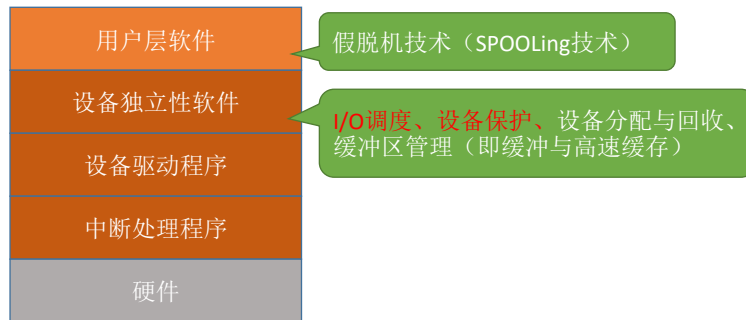 用户层软件
假脱机技术（SPOOLing技术）
设备独立性软件
I/O调度、设备保护、设备分配与回收、
缓冲区管理（即缓冲与高速缓存）
设备驱动程序
中断处理程序
硬件